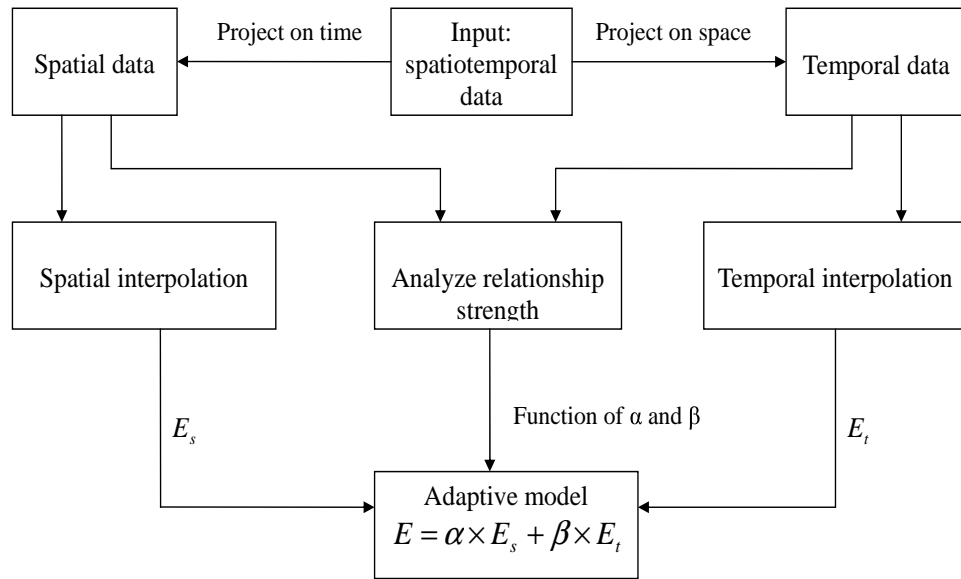 Project on time
Input:
spatiotemporal
data
Project on space
Spatial data
Temporal data
Spatial interpolation
Analyze relationship
strength
Temporal interpolation
E_s
Function of α and β
E_t
Adaptive model
E = α × E_s + β × E_t